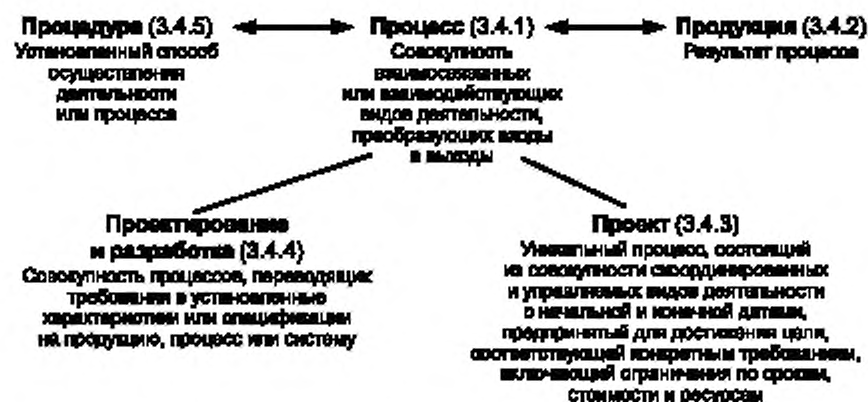 Процедура (3.4.5)
Установленный способ
осуществления
деятельности
или процесса
Процесс (3.4.1)
Совокупность
взаимосвязанных
или взаимодействующих
видов деятельности,
преобразующих входы
в выходы
Продукция (3.4.2)
Результат процесса
Проектирование
и разработка (3.4.4)
Совокупность процессов, переводящих
требования в установленные
характеристики или спецификации
на продукцию, процесс или систему
Проект (3.4.3)
Уникальный процесс, состоящий
из совокупности скоординированных
и управляемых видов деятельности
с начальной и конечной датами,
предпринятый для достижения цели,
соответствующей конкретным требованиям,
включающей ограничения по срокам,
стоимости и ресурсам